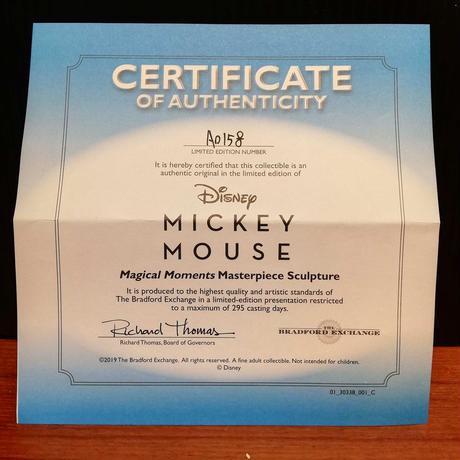 CERTIFICATE
OF AUTHENTICITY
A0158
LIMITED EDITION NUMBER
It is hereby certified that this collectible is an
authentic original in the limited edition of
Disney
MICKEY
MOUSE
Magical Moments Masterpiece Sculpture
It is produced to the highest quality and artistic standards of
The Bradford Exchange in a limited-edition presentation restricted
to a maximum of 295 casting days.
Richard Thomas
Richard Thomas, Board of Governors
THE
BRADFORD EXCHANGE
©2019 The Bradford Exchange. All rights reserved. A fine adult collectible. Not intended for children.
© Disney
01_30338_001_C